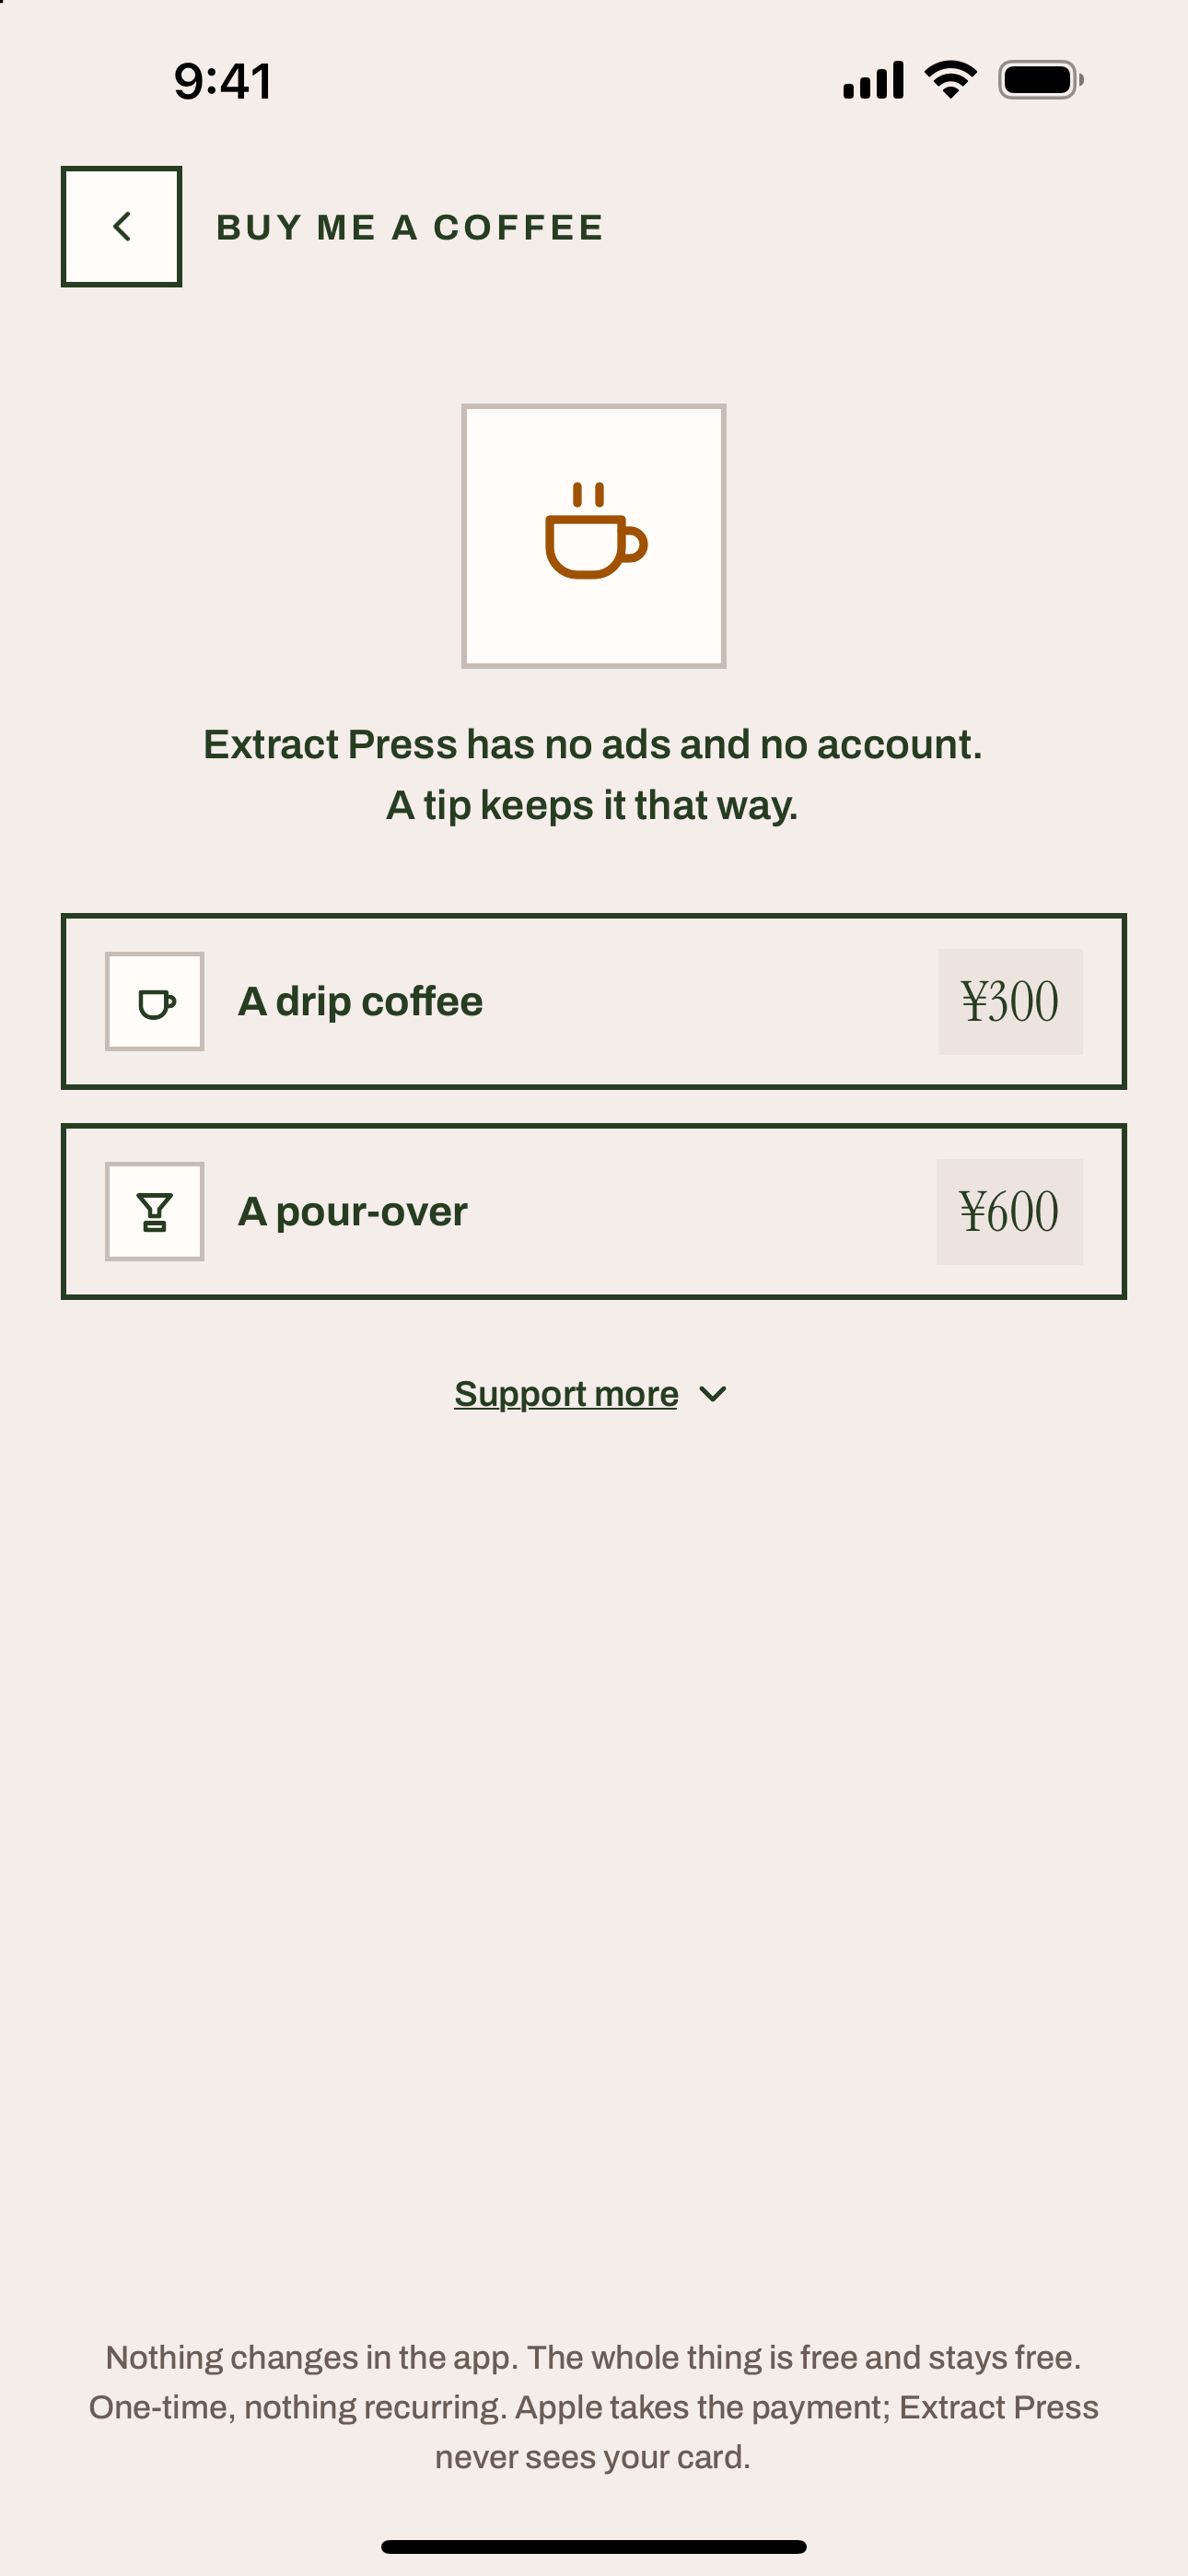 9:41
BUY ME A COFFEE
Extract Press has no ads and no account.
A tip keeps it that way.
A drip coffee ¥300
A pour-over ¥600
Support more
Nothing changes in the app. The whole thing is free and stays free.
One-time, nothing recurring. Apple takes the payment; Extract Press
never sees your card.